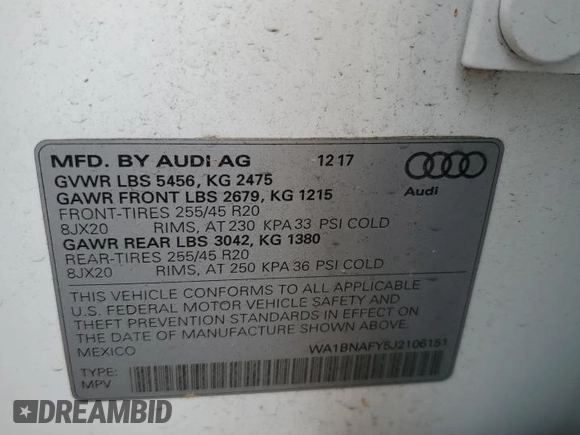 MFD. BY AUDI AG 12 17
GVWR LBS 5456, KG 2475
GAWR FRONT LBS 2679, KG 1215
FRONT-TIRES 255/45 R20
8JX20 RIMS, AT 230 KPA 33 PSI COLD
GAWR REAR LBS 3042, KG 1380
REAR-TIRES 255/45 R20
8JX20 RIMS, AT 250 KPA 36 PSI COLD
Audi
THIS VEHICLE CONFORMS TO ALL APPLICABLE
U.S. FEDERAL MOTOR VEHICLE SAFETY AND
THEFT PREVENTION STANDARDS IN EFFECT ON
THE DATE OF MANUFACTURE SHOWN ABOVE
MEXICO WA1BNAFY5J2106151
TYPE:
MPV
DREAMBID